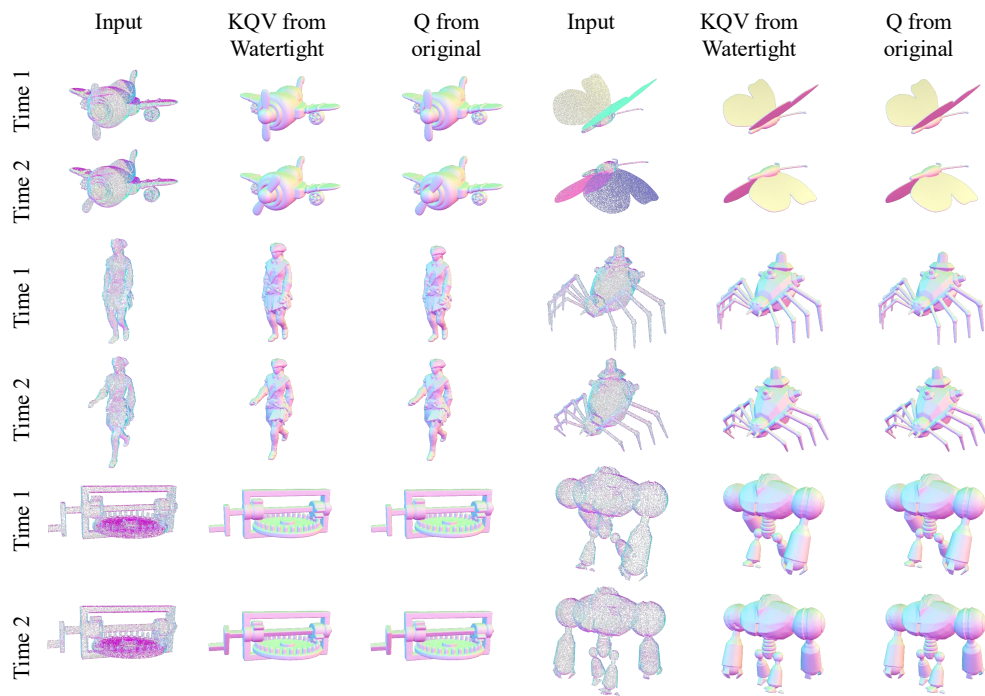 Input
KQV from
Watertight
Q from
original
Input
KQV from
Watertight
Q from
original
Time 1
Time 2
Time 1
Time 2
Time 1
Time 2